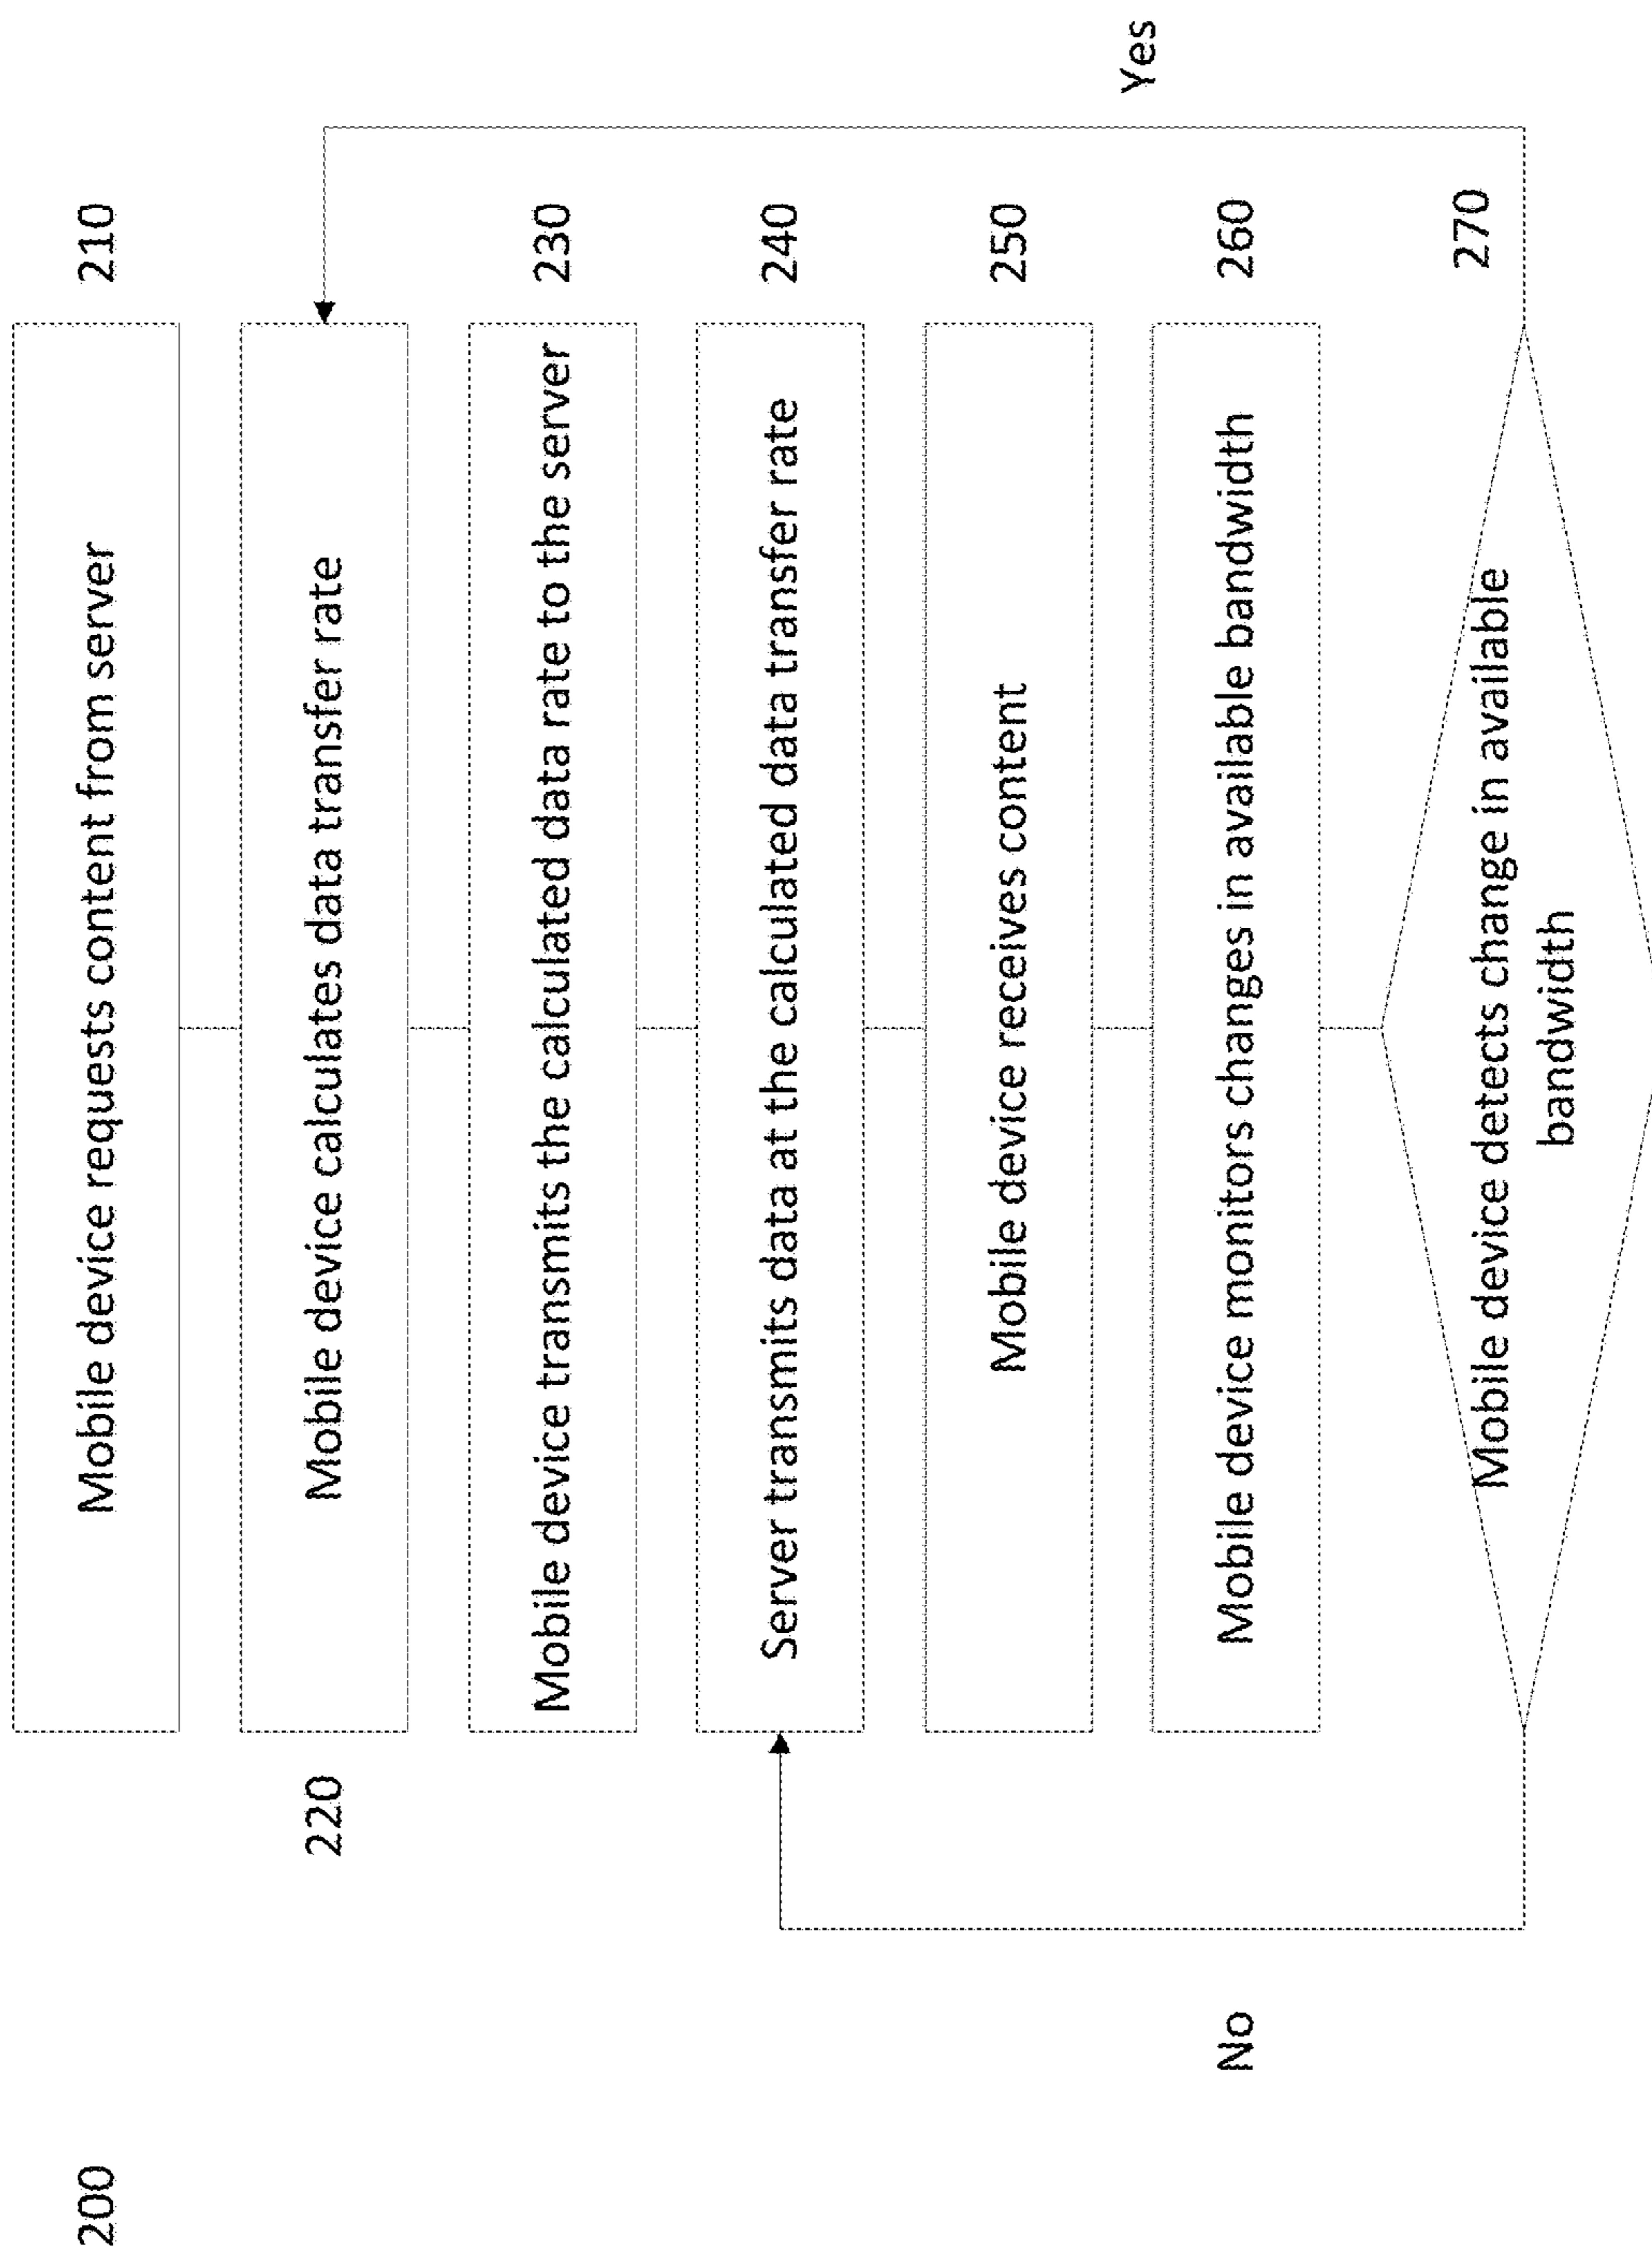 200
Mobile device requests content from server
210
220
Mobile device calculates data transfer rate
Mobile device transmits the calculated data rate to the server
230
Server transmits data at the calculated data transfer rate
240
Mobile device receives content
250
Mobile device monitors changes in available bandwidth
260
No
Yes
Mobile device detects change in available
bandwidth
270